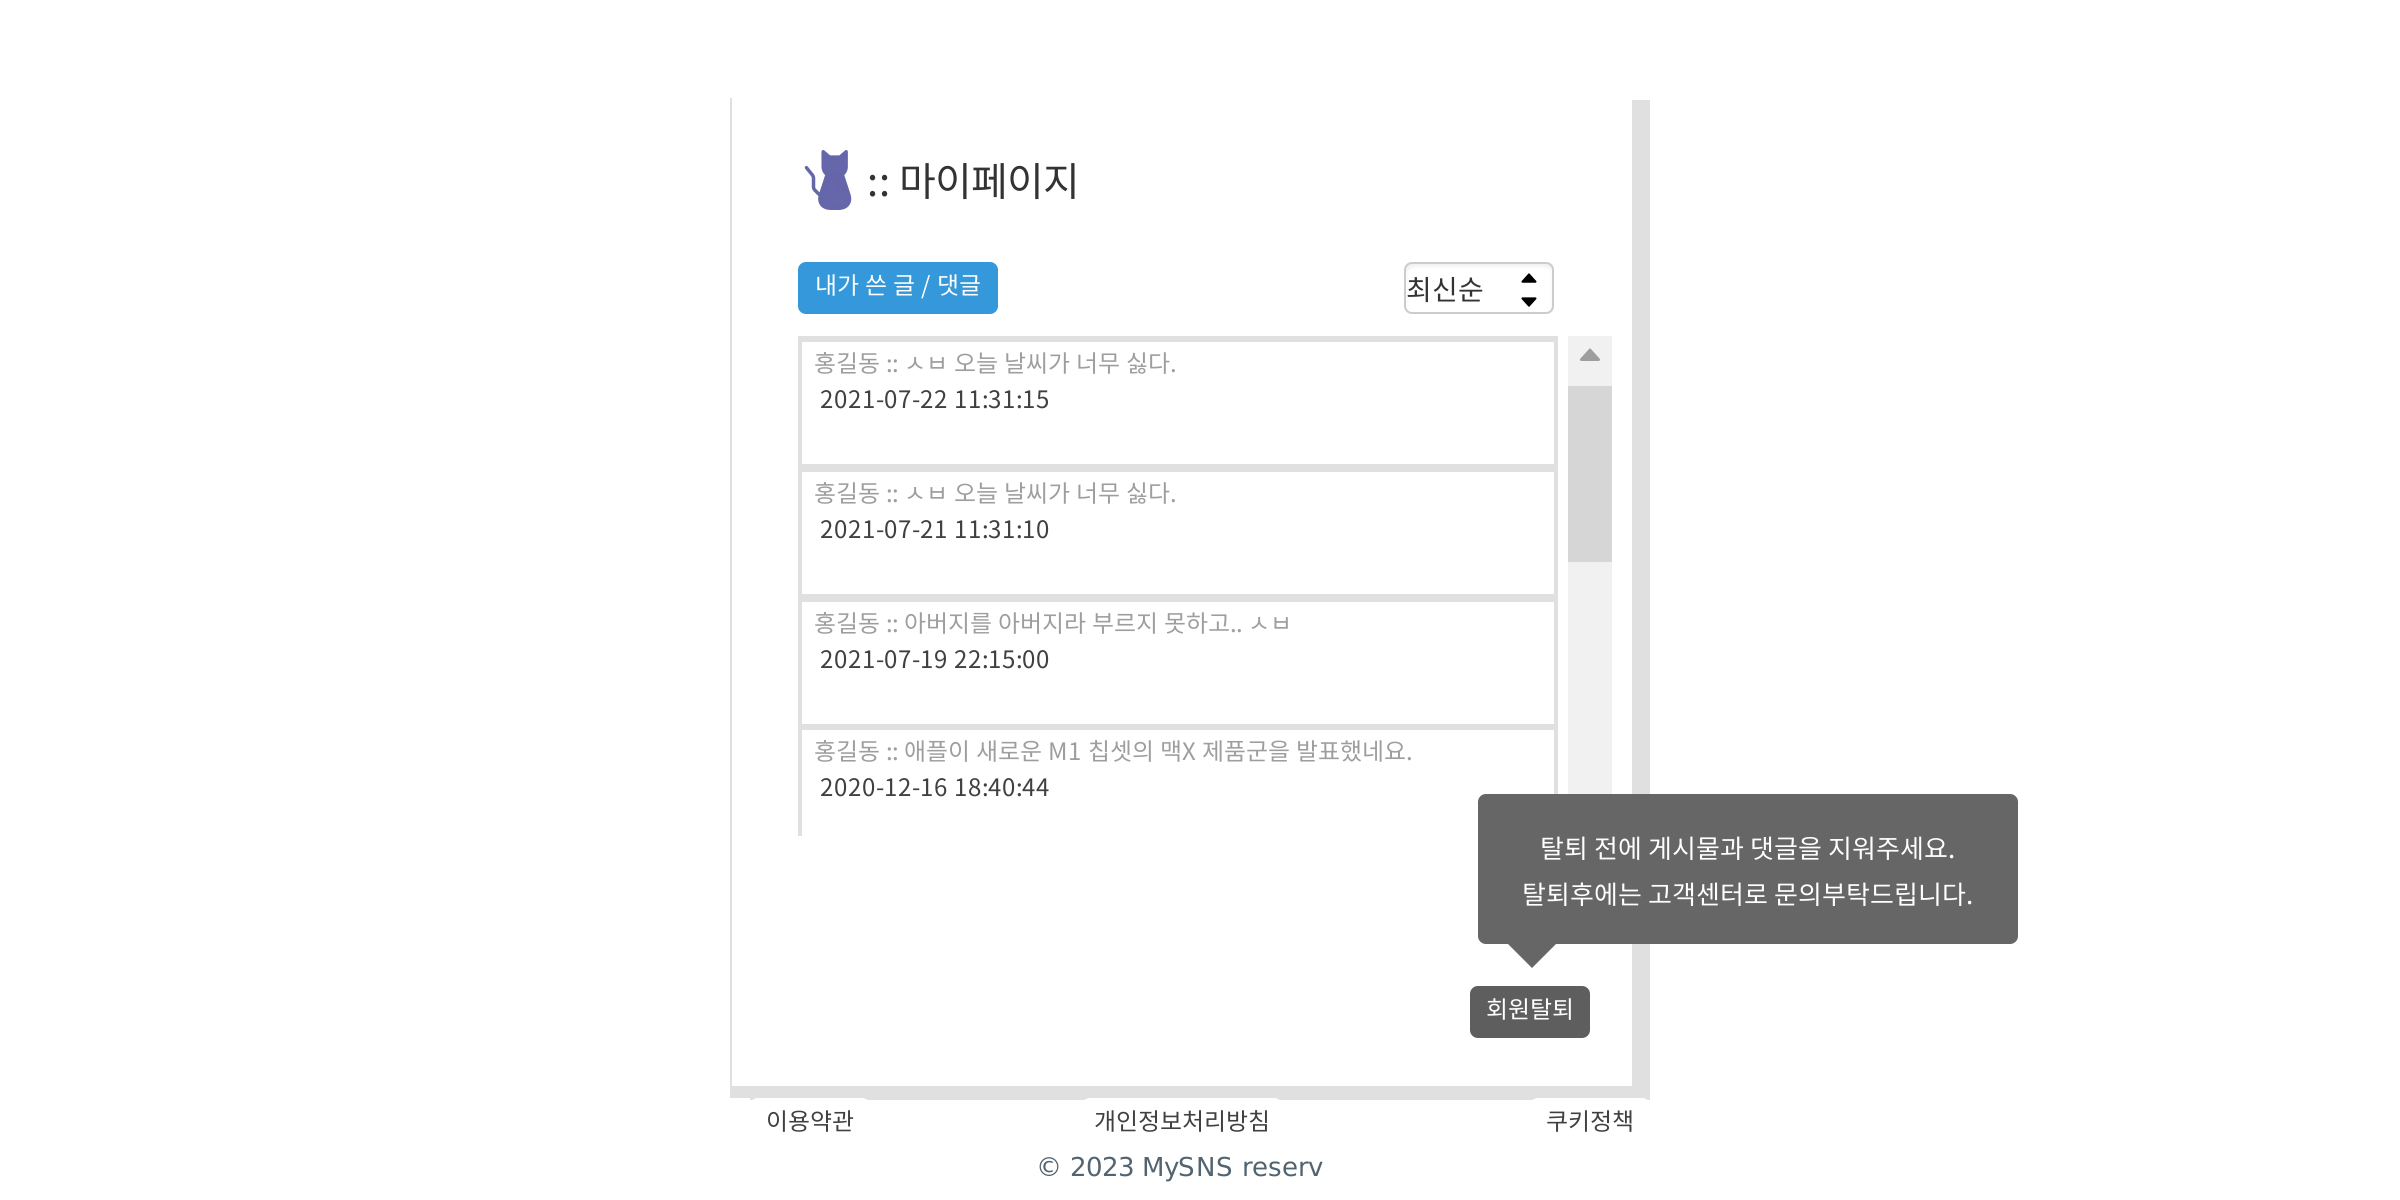 :: 마이페이지
내가 쓴 글 / 댓글
최신순
홍길동 :: ㅅㅂ 오늘 날씨가 너무 싫다.
2021-07-22 11:31:15
홍길동 :: ㅅㅂ 오늘 날씨가 너무 싫다.
2021-07-21 11:31:10
홍길동 :: 아버지를 아버지라 부르지 못하고.. ㅅㅂ
2021-07-19 22:15:00
홍길동 :: 애플이 새로운 M1 칩셋의 맥X 제품군을 발표했네요.
2020-12-16 18:40:44
탈퇴 전에 게시물과 댓글을 지워주세요.
탈퇴후에는 고객센터로 문의부탁드립니다.
회원탈퇴
이용약관
개인정보처리방침
쿠키정책
© 2023 MySNS reserv